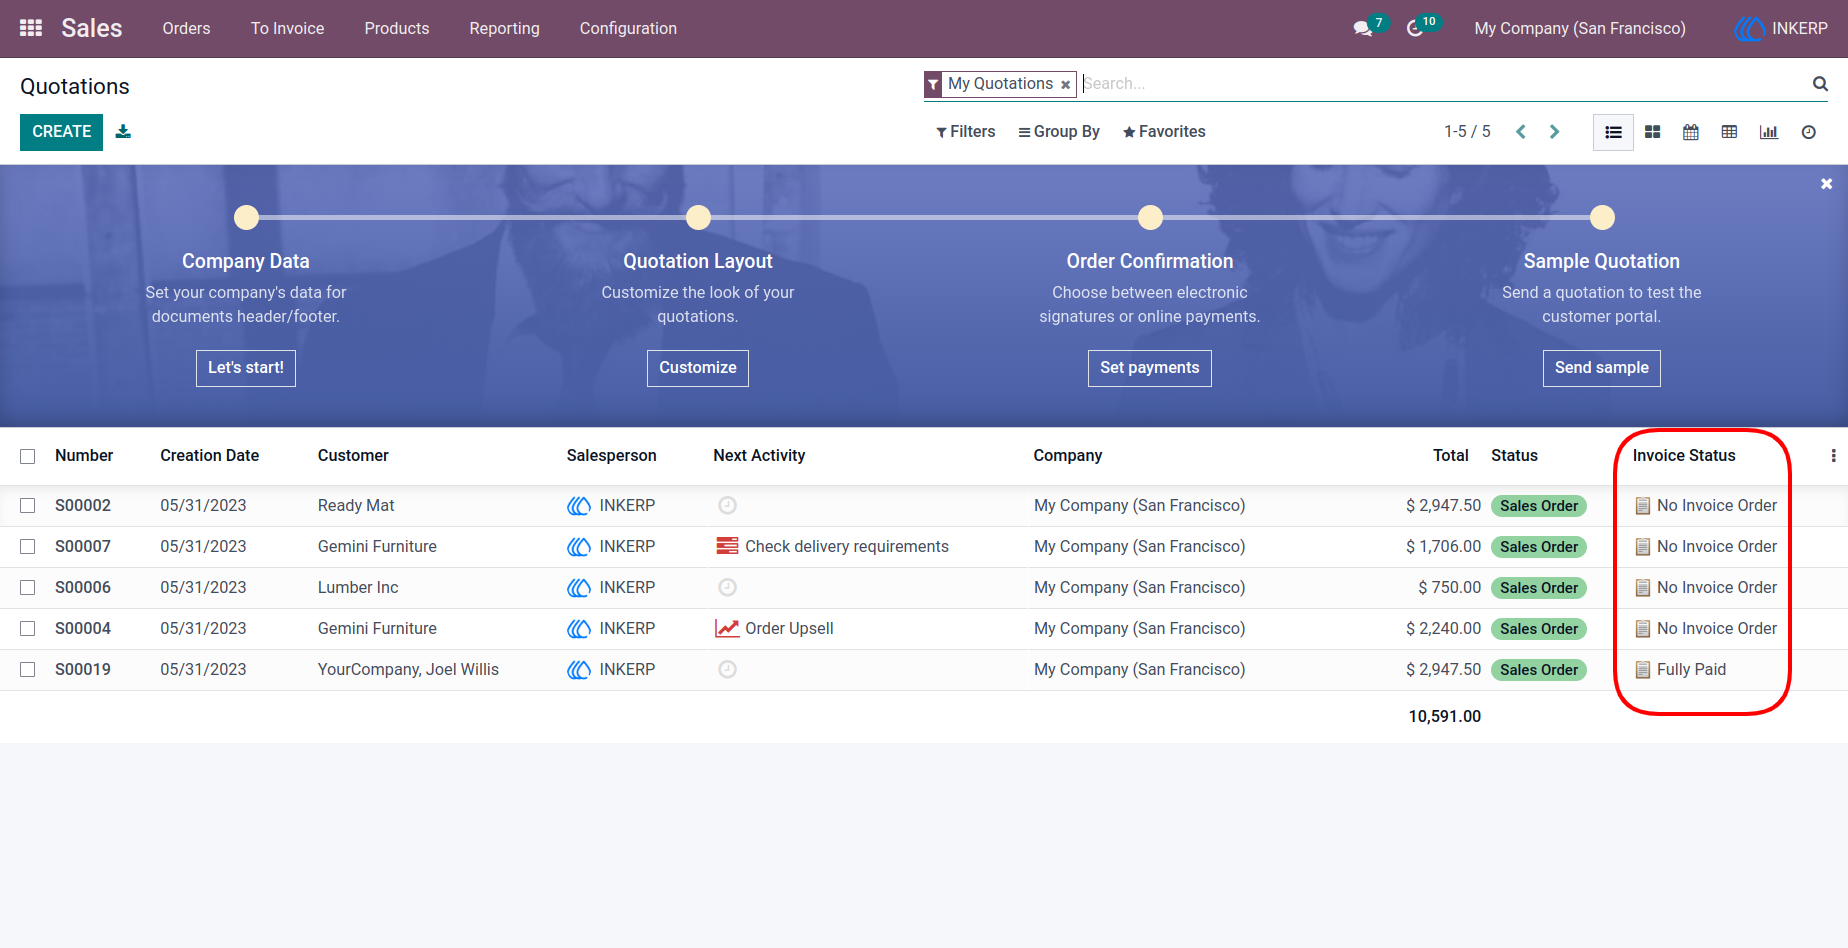 Sales Orders To Invoice Products Reporting Configuration 7 10 My Company (San Francisco) INKERP
Quotations My Quotations Search...
CREATE Filters Group By Favorites 1-5 / 5
Company Data Quotation Layout Order Confirmation Sample Quotation
Set your company's data for Customize the look of your Choose between electronic Send a quotation to test the
documents header/footer. quotations. signatures or online payments. customer portal.
Let's start! Customize Set payments Send sample
Number Creation Date Customer Salesperson Next Activity Company Total Status Invoice Status
S00002 05/31/2023 Ready Mat INKERP My Company (San Francisco) $ 2,947.50 Sales Order No Invoice Order
S00007 05/31/2023 Gemini Furniture INKERP Check delivery requirements My Company (San Francisco) $ 1,706.00 Sales Order No Invoice Order
S00006 05/31/2023 Lumber Inc INKERP My Company (San Francisco) $ 750.00 Sales Order No Invoice Order
S00004 05/31/2023 Gemini Furniture INKERP Order Upsell My Company (San Francisco) $ 2,240.00 Sales Order No Invoice Order
S00019 05/31/2023 YourCompany, Joel Willis INKERP My Company (San Francisco) $ 2,947.50 Sales Order Fully Paid
10,591.00